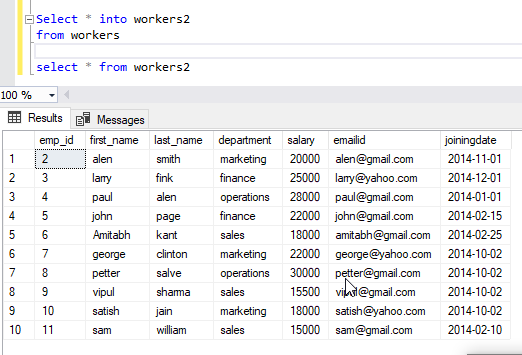 Select * into workers2
from workers
select * from workers2
100 %
Results Messages
emp_id first_name last_name department salary emailid joiningdate
1 2 alen smith marketing 20000 alen@gmail.com 2014-11-01
2 3 larry fink finance 25000 larry@yahoo.com 2014-12-01
3 4 paul alen operations 28000 paul@gmail.com 2014-01-01
4 5 john page finance 22000 john@gmail.com 2014-02-15
5 6 Amitabh kant sales 18000 amitabh@gmail.com 2014-02-25
6 7 george clinton marketing 22000 george@yahoo.com 2014-10-02
7 8 petter salve operations 30000 petter@gmail.com 2014-10-02
8 9 vipul sharma sales 15500 2014-10-02
9 10 satish jain marketing 18000 satish@yahoo.com 2014-10-02
10 11 sam william sales 15000 sam@gmail.com 2014-02-10